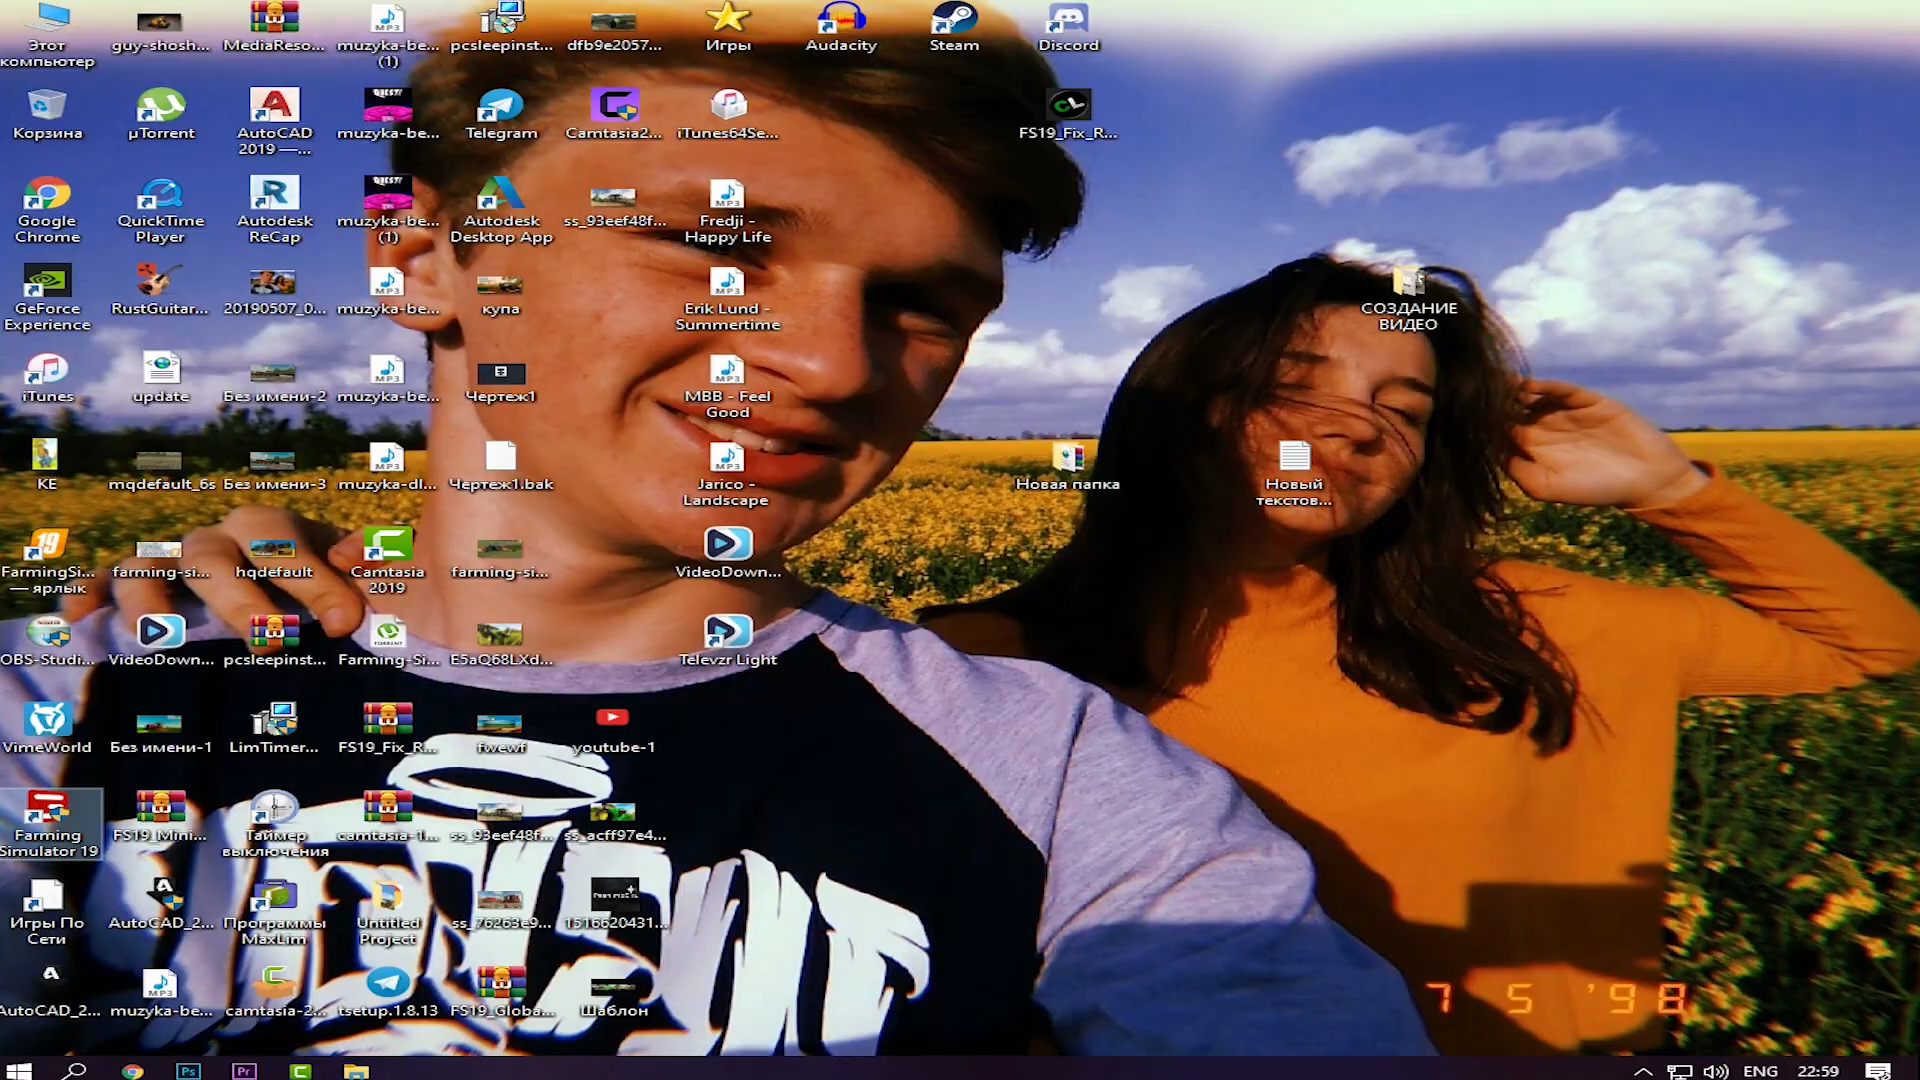 Этот
компьютер
guy-shosh...
MediaReso...
muzyka-be...
(1)
pcsleepinst...
dfb9e2057...
Игры
Audacity
Steam
Discord
Корзина
µTorrent
AutoCAD
2019 —...
muzyka-be...
Telegram
Camtasia2...
iTunes64Se...
FS19_Fix_R...
Google
Chrome
QuickTime
Player
Autodesk
ReCap
muzyka-be...
(1)
Autodesk
Desktop App
ss_93eef48f...
Fredji -
Happy Life
GeForce
Experience
RustGuitar...
20190507_0...
muzyka-be...
купа
Erik Lund -
Summertime
СОЗДАНИЕ
ВИДЕО
iTunes
update
Без имени-2
muzyka-be...
Чертеж1
MBB - Feel
Good
KE
mqdefault_6s
Без имени-3
muzyka-dl...
Чертеж1.bak
Jarico -
Landscape
Новая папка
Новый
текстов...
FarmingSi...
— ярлык
farming-si...
hqdefault
Camtasia
2019
farming-si...
VideoDown...
OBS-Studi...
VideoDown...
pcsleepinst...
Farming-Si...
E5aQ68LXd...
Televzr Light
VimeWorld
Без имени-1
LimTimer...
FS19_Fix_R...
fwewf
youtube-1
Farming
Simulator 19
FS19_Mini...
Таймер
выключения
camtasia-1...
ss_93eef48f...
ss_acff97e4...
Игры По
Сети
AutoCAD_2...
Программы
MaxLim
Untitled
Project
ss_76263e9...
1516620431...
AutoCAD_2...
muzyka-be...
camtasia-2...
tsetup.1.8.13
FS19_Globa...
Шаблон
7 5 '98
Ps
Pr
ENG
22:59